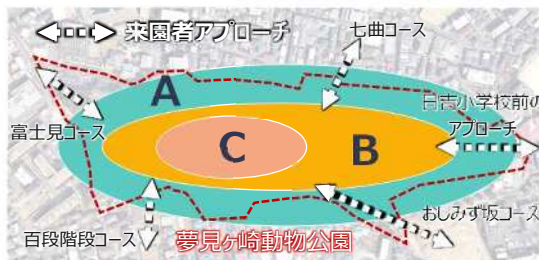 来園者アプローチ
七曲コース
A
富士見コース
日吉小学校前の
アプローチ
C
B
おしみず坂コース
百段階段コース
夢見ヶ崎動物公園